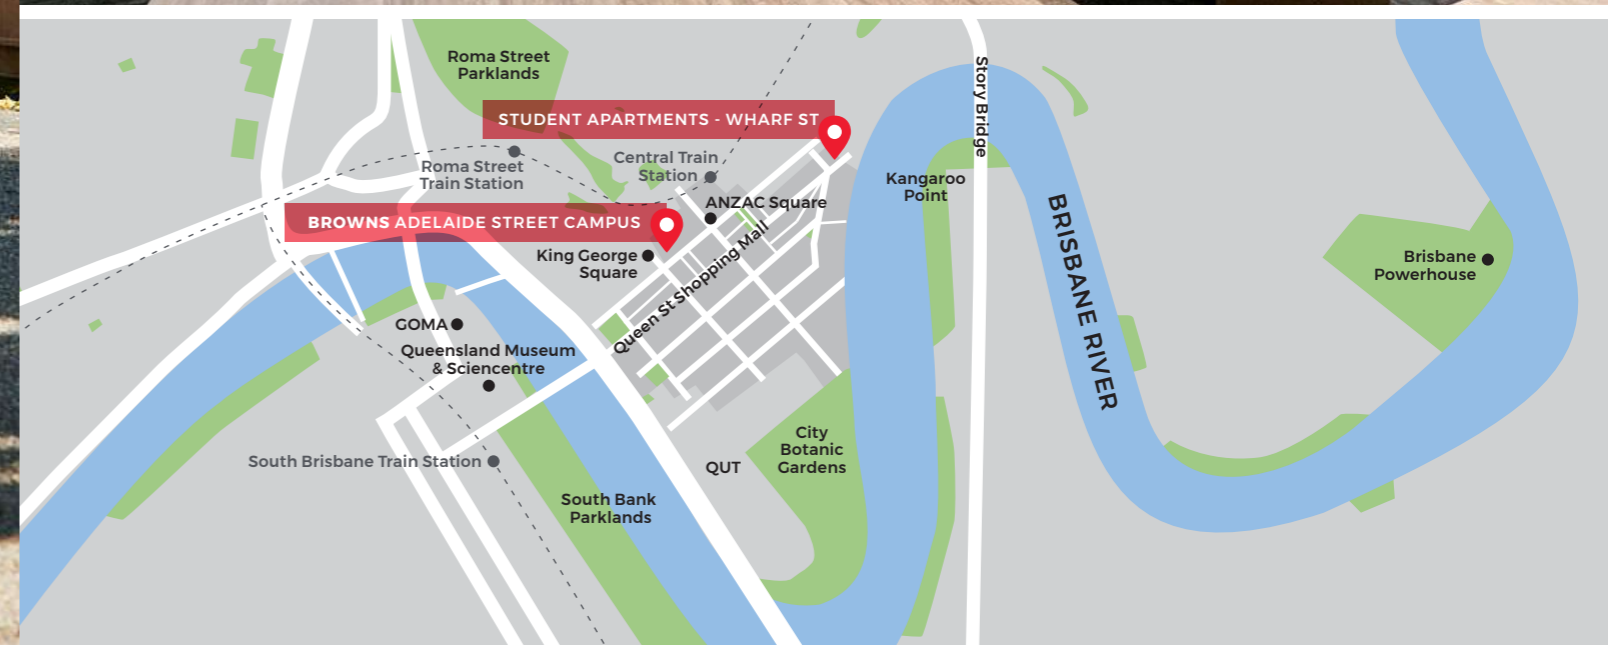 Roma Street
Parklands
STUDENT APARTMENTS - WHARF ST
Story Bridge
Roma Street
Train Station
Central Train
Station
Kangaroo
Point
ANZAC Square
BROWNS ADELAIDE STREET CAMPUS
King George
Square
Queen St Shopping Mall
BRISBANE RIVER
Brisbane
Powerhouse
GOMA
Queensland Museum
& Sciencentre
South Brisbane Train Station
QUT
City
Botanic
Gardens
South Bank
Parklands